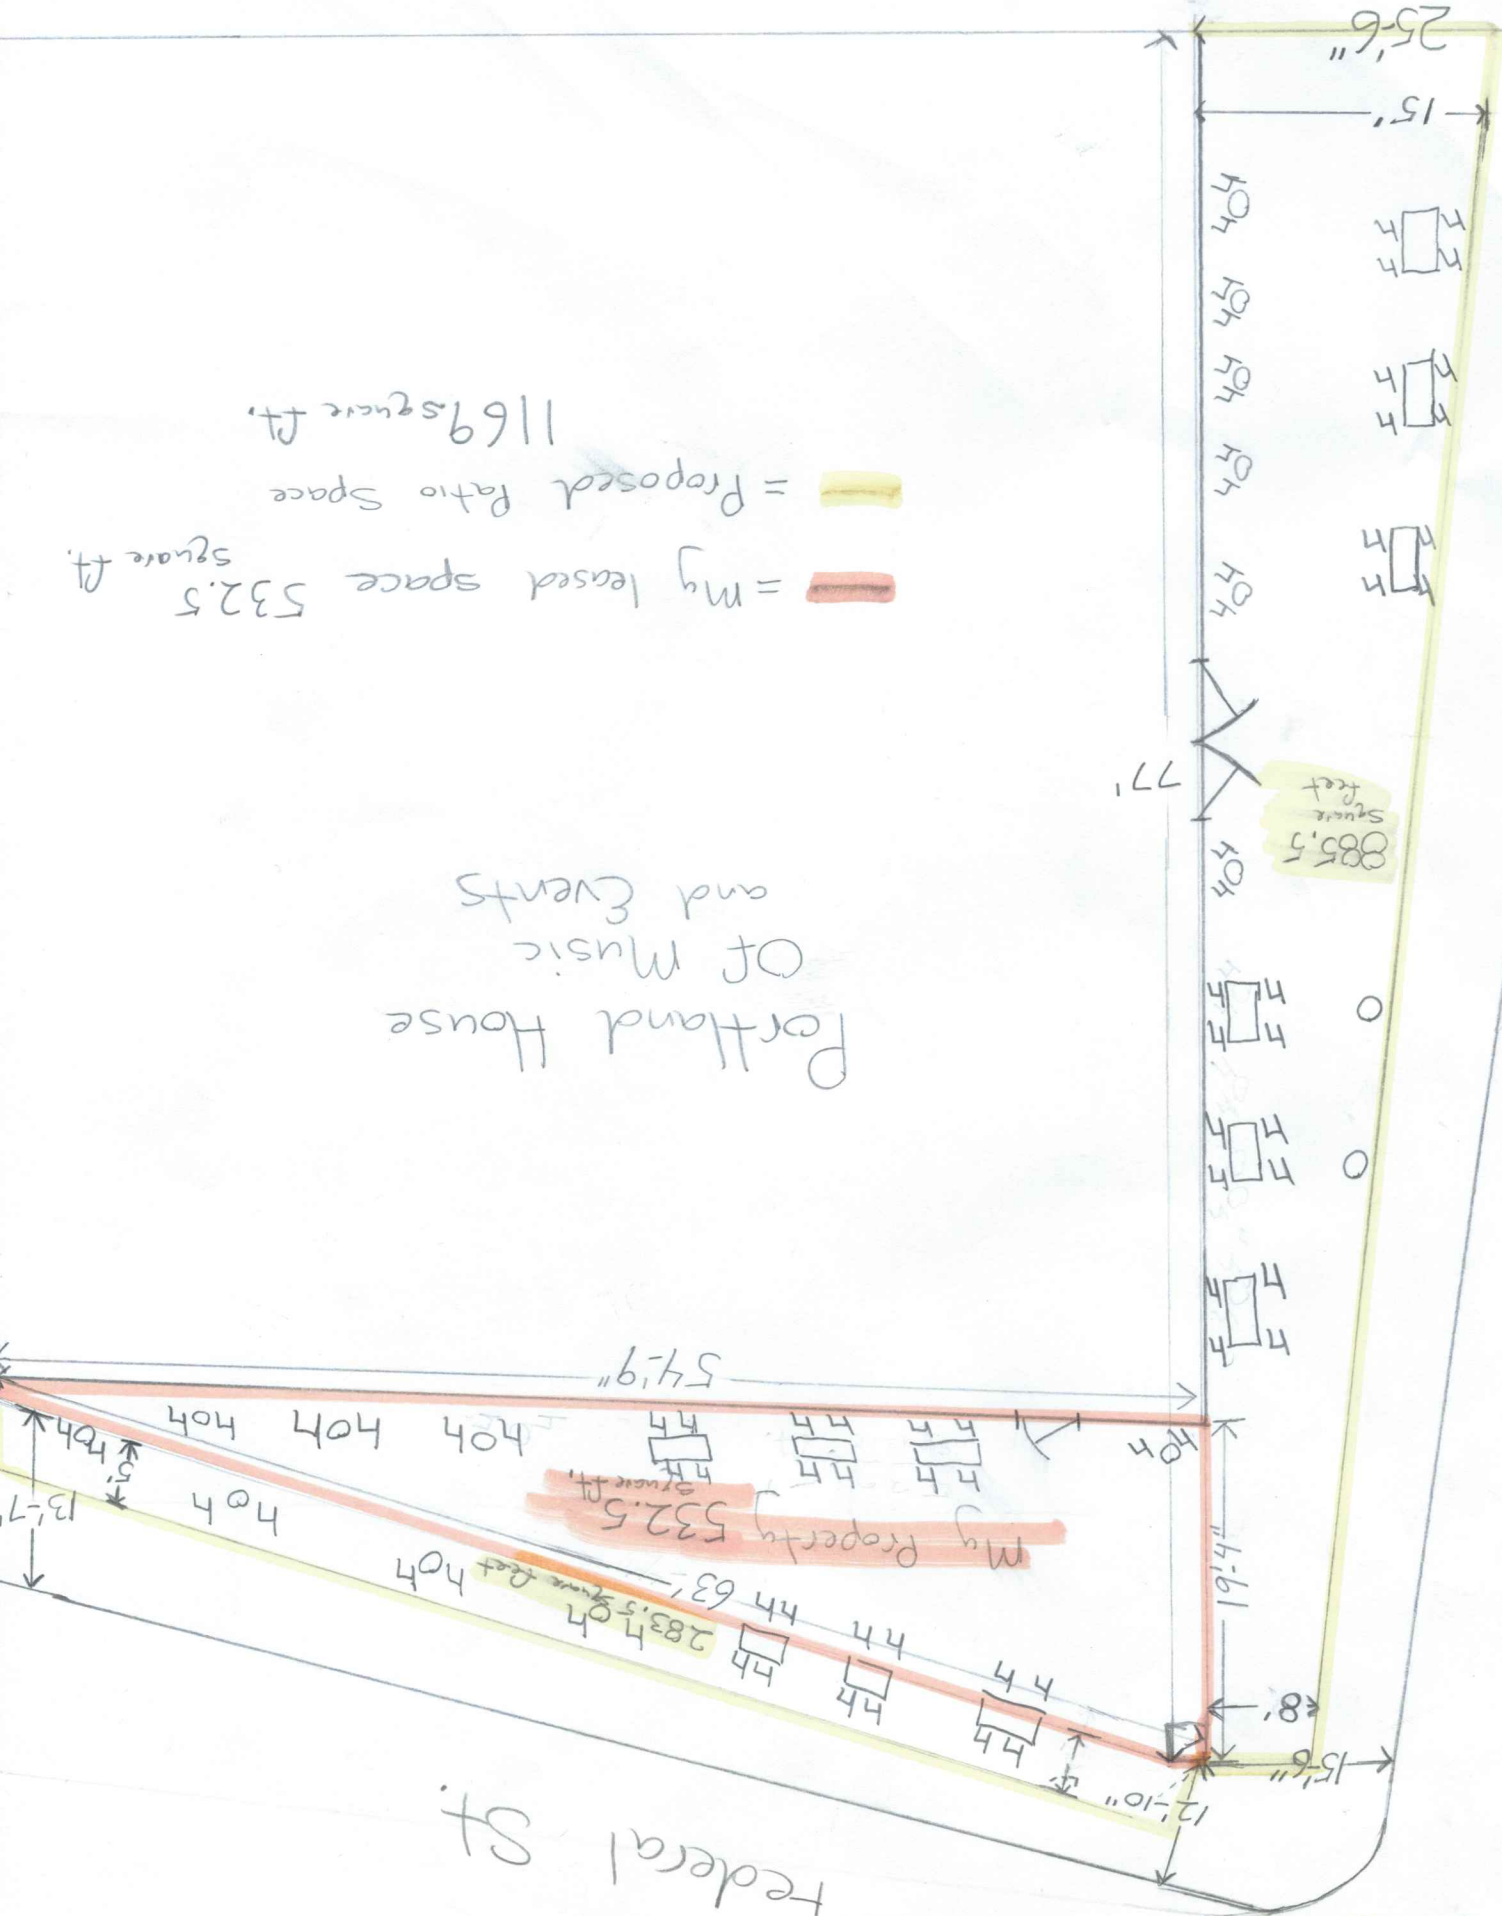 Federal St.
12'-10"
15'-6"
8'
5'
19'-4"
63'
283.5 square feet
My Property 532.5
square ft.
5'
13'-7"
54'-9"
Portland House
Of Music
and Events
885.5
square
feet
77'
= My leased space 532.5
square ft.
= Proposed Patio Space
1169 square ft.
15'
25'-6"